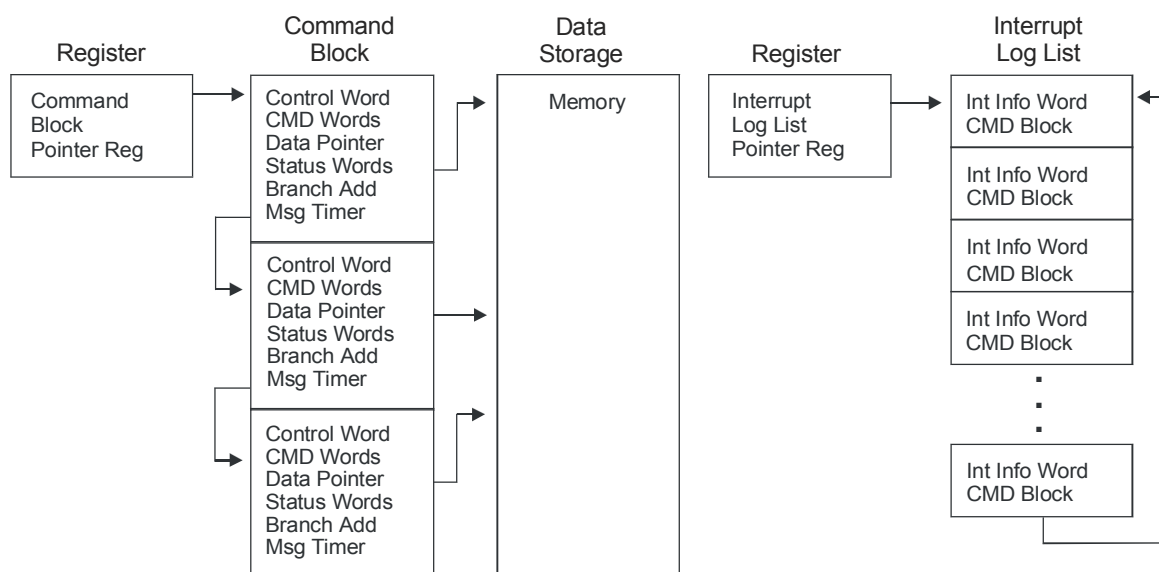 Register
Command
Block
Pointer Reg
Command
Block
Control Word
CMD Words
Data Pointer
Status Words
Branch Add
Msg Timer
Control Word
CMD Words
Data Pointer
Status Words
Branch Add
Msg Timer
Control Word
CMD Words
Data Pointer
Status Words
Branch Add
Msg Timer
Data
Storage
Memory
Register
Interrupt
Log List
Pointer Reg
Interrupt
Log List
Int Info Word
CMD Block
Int Info Word
CMD Block
Int Info Word
CMD Block
Int Info Word
CMD Block
Int Info Word
CMD Block